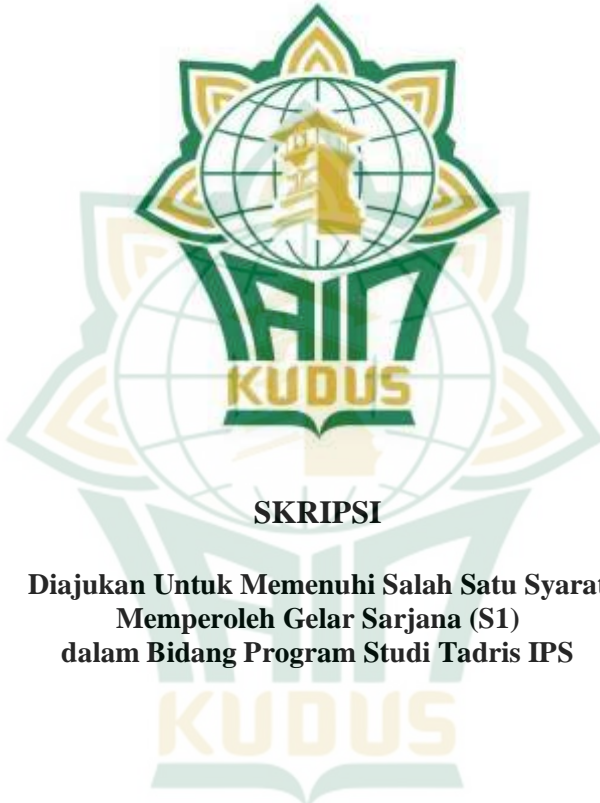 IAIN
KUDUS
SKRIPSI
Diajukan Untuk Memenuhi Salah Satu Syarat
Memperoleh Gelar Sarjana (S1)
dalam Bidang Program Studi Tadris IPS
KUDUS